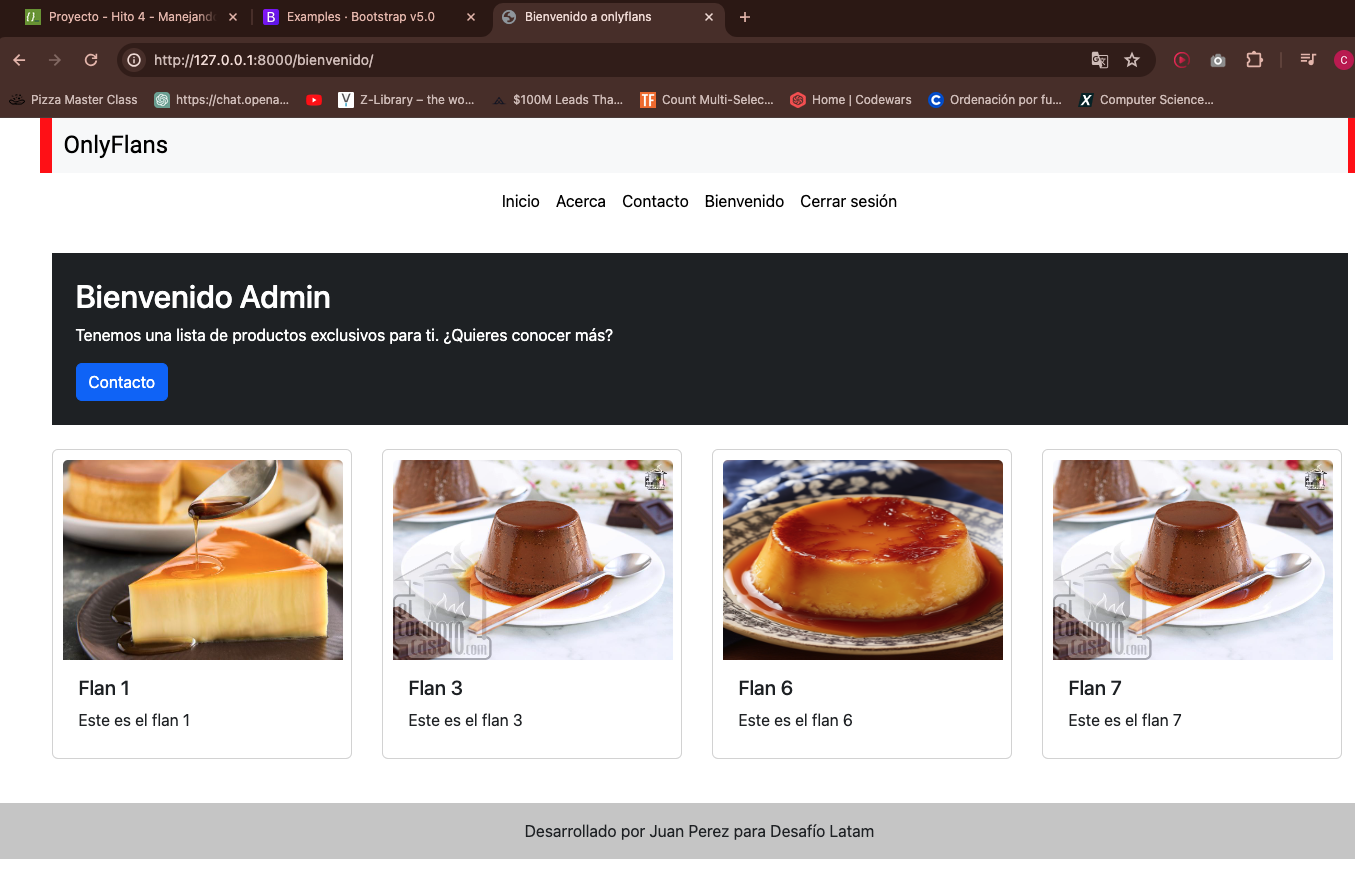 Proyecto - Hito 4 - Manejand
Examples · Bootstrap v5.0
Bienvenido a onlyflans
http://127.0.0.1:8000/bienvenido/
C
Pizza Master Class
https://chat.opena...
Z-Library – the wo...
$100M Leads Tha...
TF
Count Multi-Selec...
Home | Codewars
Ordenación por fu...
Computer Science...
OnlyFlans
Inicio
Acerca
Contacto
Bienvenido
Cerrar sesión
Bienvenido Admin
Tenemos una lista de productos exclusivos para ti. ¿Quieres conocer más?
Contacto
Flan 1
Este es el flan 1
Flan 3
Este es el flan 3
Flan 6
Este es el flan 6
Flan 7
Este es el flan 7
Desarrollado por Juan Perez para Desafío Latam